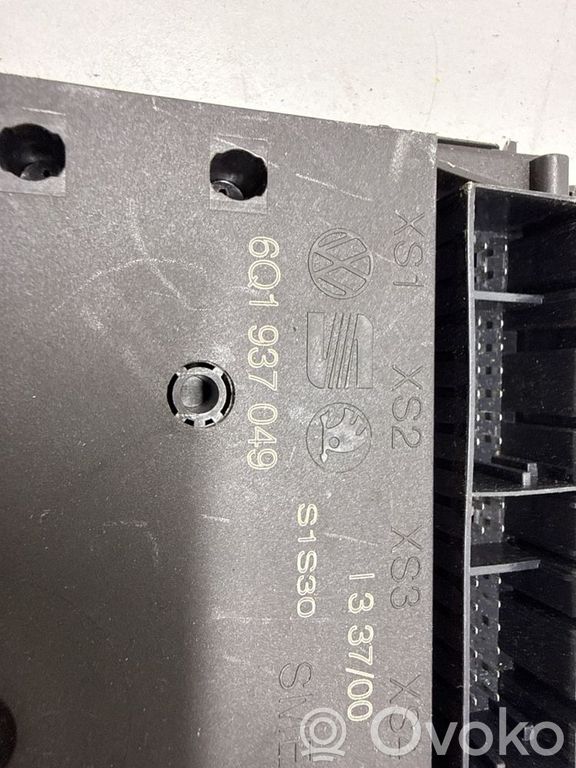 XS1 XS2 XS3
6Q1 937 049
S1S30
I 3 37/00
Ovoko